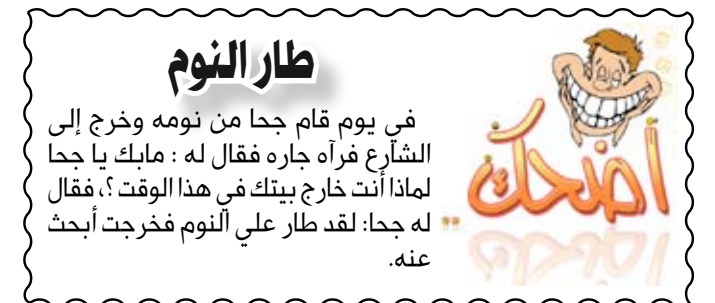 طار النوم
في يوم قام جحا من نومه وخرج إلى
الشارع فرآه جاره فقال له : مابك يا جحا
لماذا أنت خارج بيتك في هذا الوقت ؟، فقال
له جحا: لقد طار علي النوم فخرجت أبحث
عنه.
أضحك ..